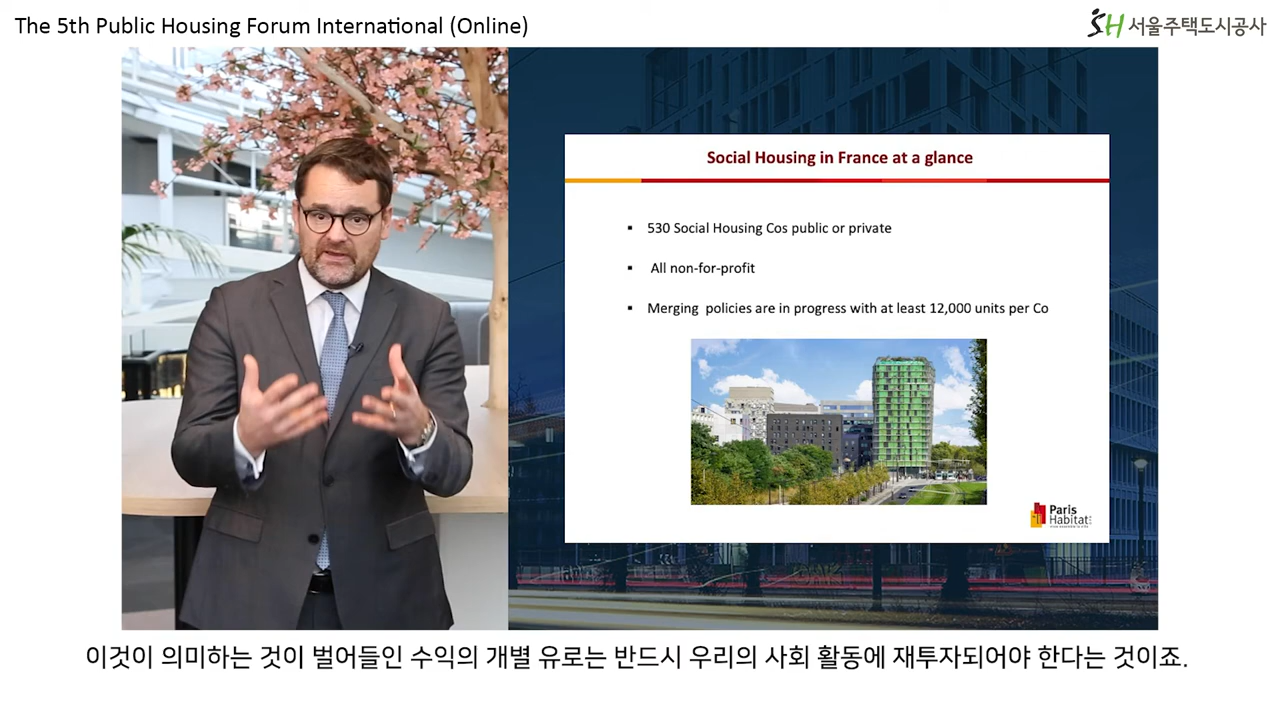 The 5th Public Housing Forum International (Online)
SH 서울주택도시공사
Social Housing in France at a glance
▪ 530 Social Housing Cos public or private
▪ All non-for-profit
▪ Merging policies are in progress with at least 12,000 units per Co
Paris
Habitat
이것이 의미하는 것이 벌어들인 수익의 개별 유로는 반드시 우리의 사회 활동에 재투자되어야 한다는 것이죠.